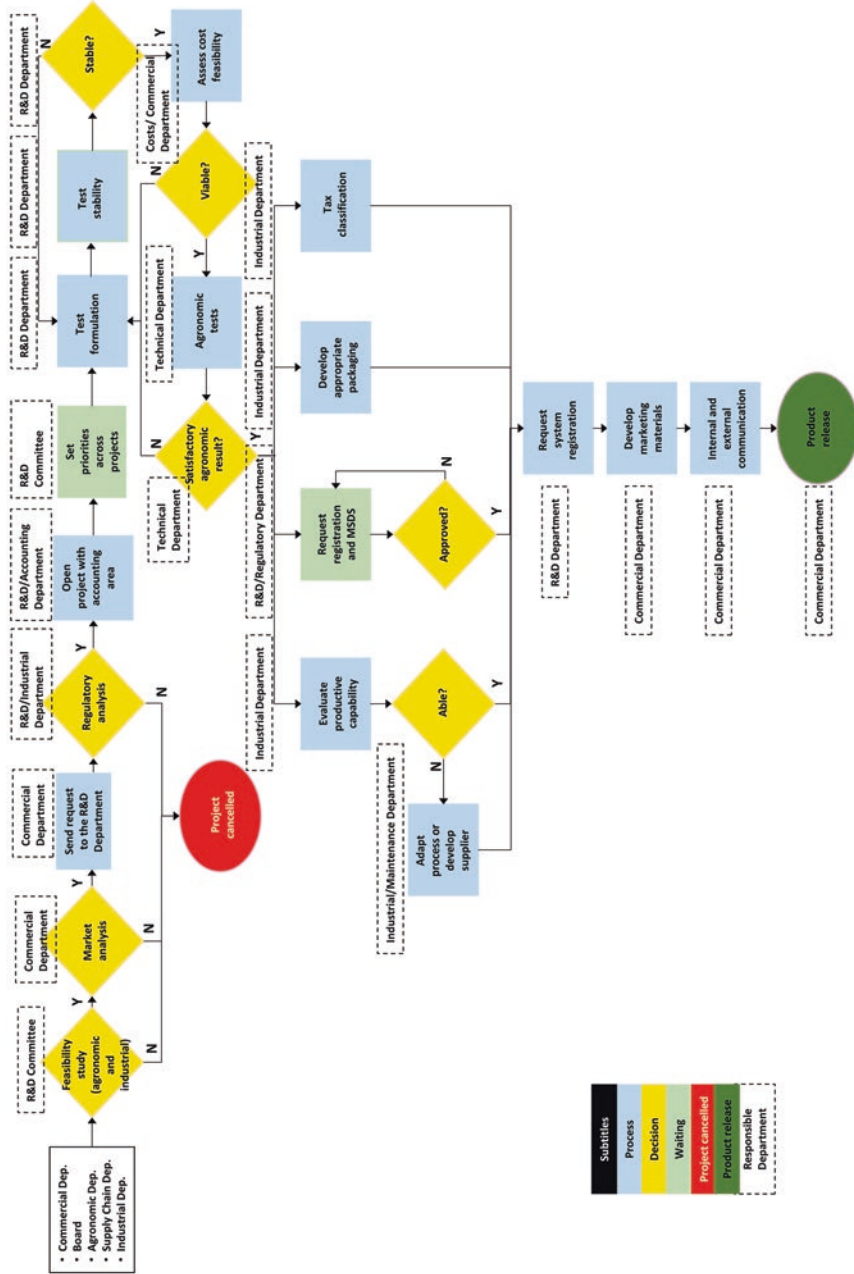 • Commercial Dep.
• Board
• Agronomic Dep.
• Supply Chain Dep.
• Industrial Dep.
R&D Committee
Feasibility
study
(agronomic
and
industrial)
Y
N
Commercial
Department
Market
analysis
Y
N
Commercial
Department
Send request
to the R&D
Department
R&D/Industrial
Department
Regulatory
analysis
Y
N
R&D/Accounting
Department
Open
project with
accounting
area
R&D
Committee
Set
priorities
across
projects
R&D Department
Test
formulation
R&D Department
Test
stability
R&D Department
Stable?
N
Y
Project
cancelled
Costs/ Commercial
Department
Assess cost
feasibility
Viable?
N
Y
Technical Department
Agronomic
tests
Technical
Department
Satisfactory
agronomic
result?
N
Y
Industrial Department
Evaluate
productive
capability
Able?
N
Y
Industrial/Maintenance Department
Adapt
process or
develop
supplier
R&D/Regulatory Department
Request
registration
and MSDS
Approved?
N
Y
Industrial Department
Develop
appropriate
packaging
Industrial Department
Tax
classification
R&D Department
Request
system
registration
Commercial Department
Develop
marketing
materials
Commercial Department
Internal and
external
communication
Commercial Department
Product
release
Subtitles
Process
Decision
Waiting
Project cancelled
Product release
Responsible
Department